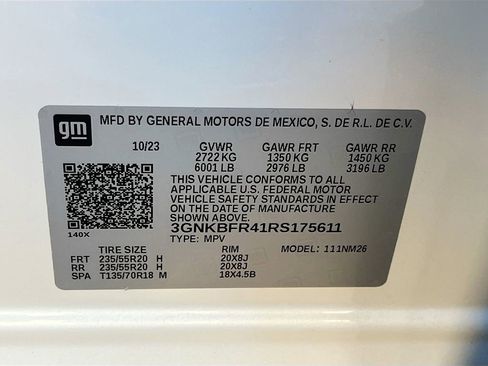 gm MFD BY GENERAL MOTORS DE MEXICO, S. DE R.L. DE C.V.
10/23 GVWR GAWR FRT GAWR RR
2722 KG 1350 KG 1450 KG
6001 LB 2976 LB 3196 LB
THIS VEHICLE CONFORMS TO ALL
APPLICABLE U.S. FEDERAL MOTOR
VEHICLE SAFETY STANDARDS IN EFFECT
ON THE DATE OF MANUFACTURE
SHOWN ABOVE.
3GNKBFR41RS175611
140X TYPE: MPV
TIRE SIZE RIM MODEL: 111NM26
FRT 235/55R20 H 20X8J
RR 235/55R20 H 20X8J
SPA T135/70R18 M 18X4.5B